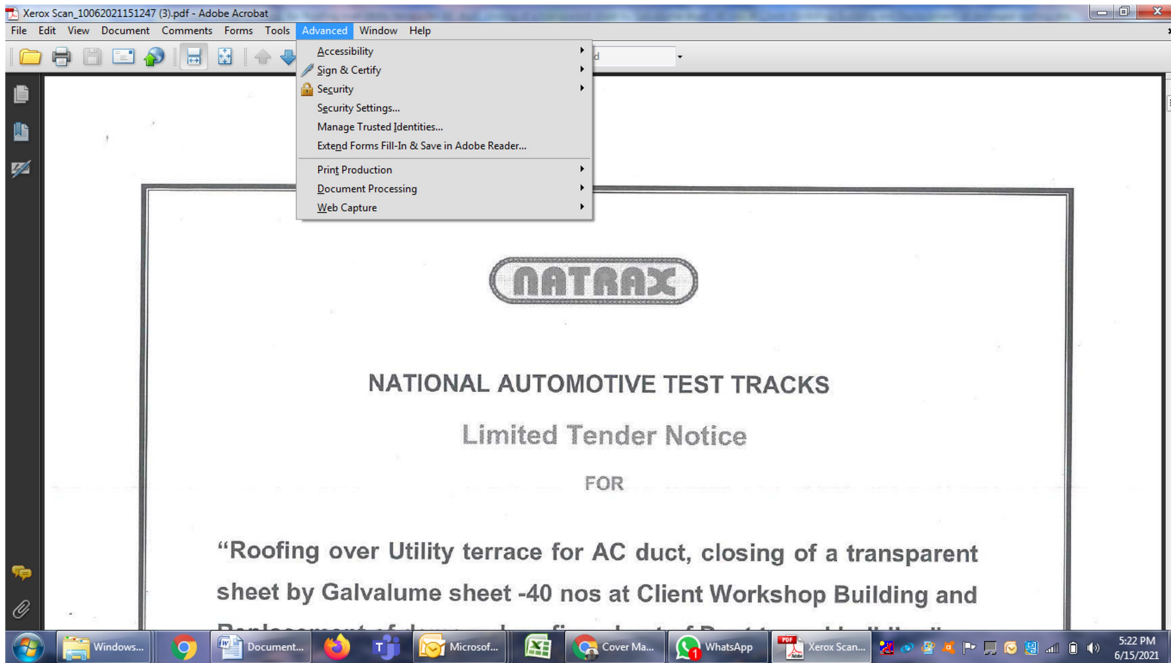 Xerox Scan_10062021151247 (3).pdf - Adobe Acrobat
File Edit View Document Comments Forms Tools Advanced Window Help
Accessibility
Sign & Certify
Security
Security Settings...
Manage Trusted Identities...
Extend Forms Fill-In & Save in Adobe Reader...
Print Production
Document Processing
Web Capture
NATRAX
NATIONAL AUTOMOTIVE TEST TRACKS
Limited Tender Notice
FOR
“Roofing over Utility terrace for AC duct, closing of a transparent
sheet by Galvalume sheet -40 nos at Client Workshop Building and
Windows... Document... Microsof... Cover Ma... 1 WhatsApp PDF Xerox Scan... 5:22 PM
6/15/2021